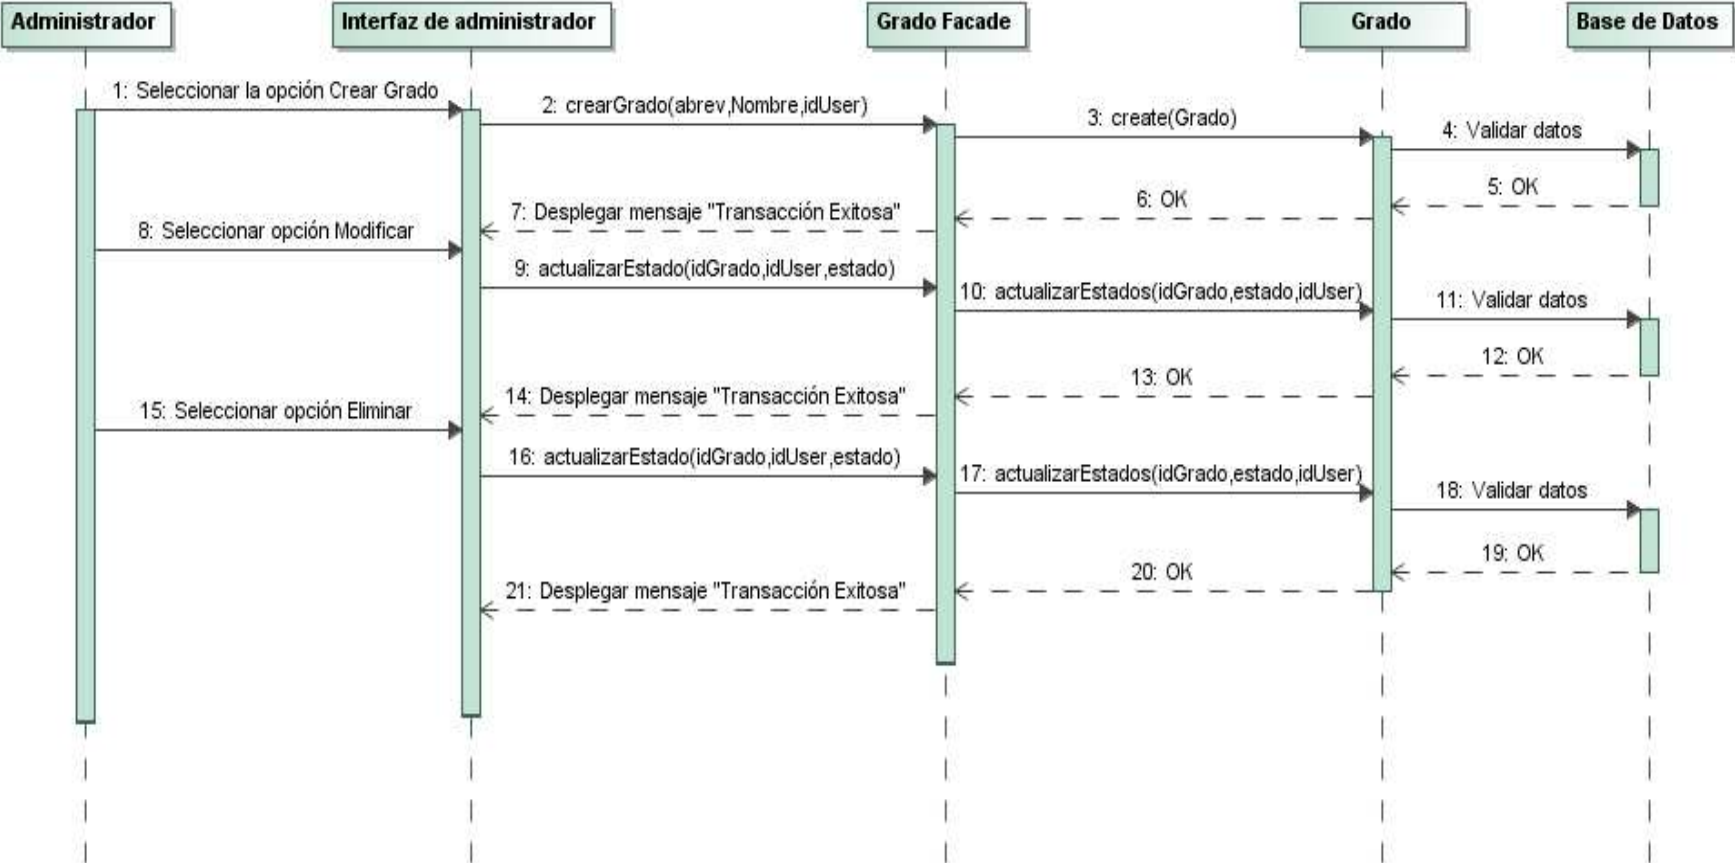 Administrador
Interfaz de administrador
Grado Facade
Grado
Base de Datos
1: Seleccionar la opción Crear Grado
2: crearGrado(abrev,Nombre,idUser)
3: create(Grado)
4: Validar datos
5: OK
6: OK
7: Desplegar mensaje "Transacción Exitosa"
8: Seleccionar opción Modificar
9: actualizarEstado(idGrado,idUser,estado)
10: actualizarEstados(idGrado,estado,idUser)
11: Validar datos
12: OK
13: OK
14: Desplegar mensaje "Transacción Exitosa"
15: Seleccionar opción Eliminar
16: actualizarEstado(idGrado,idUser,estado)
17: actualizarEstados(idGrado,estado,idUser)
18: Validar datos
19: OK
20: OK
21: Desplegar mensaje "Transacción Exitosa"